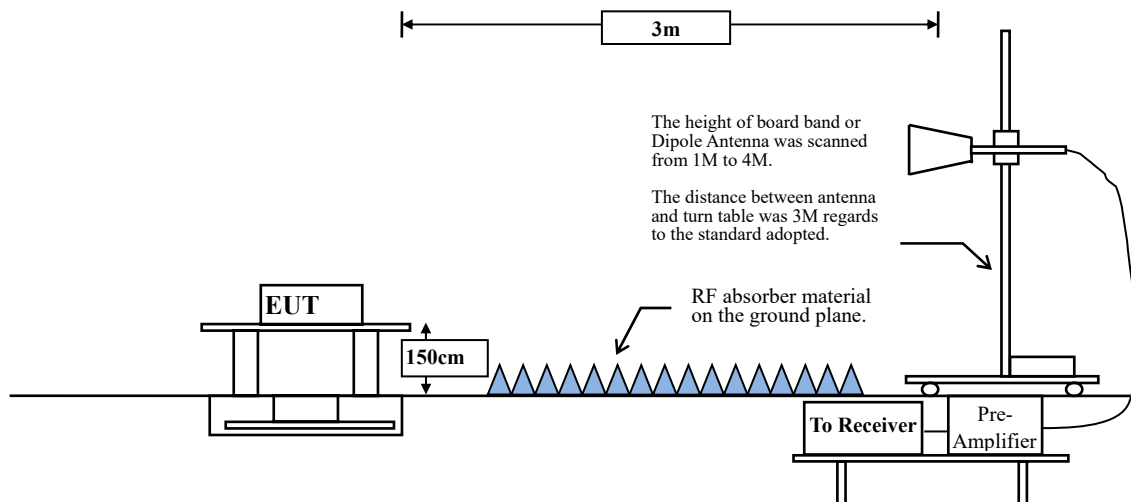 3m
The height of board band or
Dipole Antenna was scanned
from 1M to 4M.
The distance between antenna
and turn table was 3M regards
to the standard adopted.
EUT
RF absorber material
on the ground plane.
150cm
To Receiver
Pre-
Amplifier